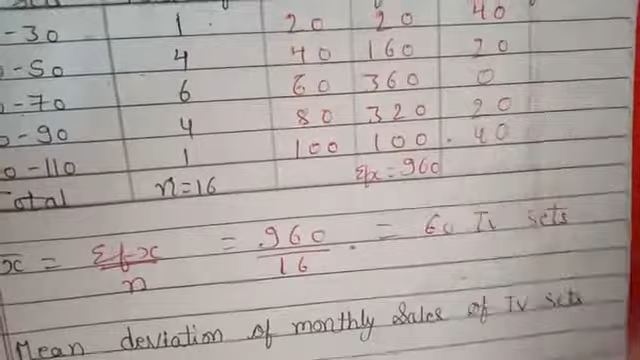 -30 1 20 20 40
-50 4 40 160 20
-70 6 60 360 0
-90 4 80 320 20
0-110 1 100 100 40
Total n=16 Σfx=960
x = Σfx/n = 960/16 = 60 TV sets
Mean deviation of monthly sales of TV sets